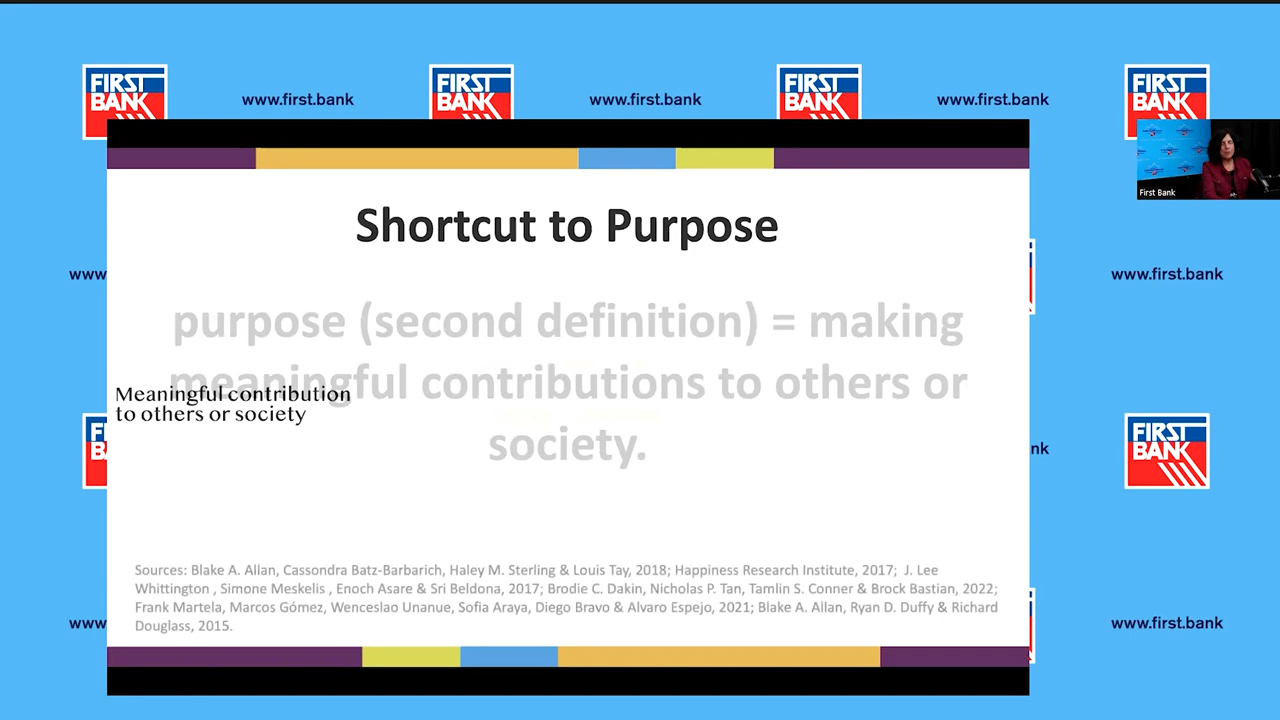 FIRST
BANK
www.first.bank
FIRST
BANK
www.first.bank
FIRST
BANK
www.first.bank
FIRST
BANK
First Bank
Shortcut to Purpose
www.
www.first.bank
purpose (second definition) = making
meaningful contributions to others or
society.
Meaningful contribution
to others or society
nk
FIRST
BANK
Sources: Blake A. Allan, Cassondra Batz-Barbarich, Haley M. Sterling & Louis Tay, 2018; Happiness Research Institute, 2017; J. Lee
Whittington , Simone Meskelis , Enoch Asare & Sri Beldona, 2017; Brodie C. Dakin, Nicholas P. Tan, Tamlin S. Conner & Brock Bastian, 2022;
Frank Martela, Marcos Gómez, Wenceslao Unanue, Sofia Araya, Diego Bravo & Alvaro Espejo, 2021; Blake A. Allan, Ryan D. Duffy & Richard
Douglass, 2015.
www.
www.first.bank